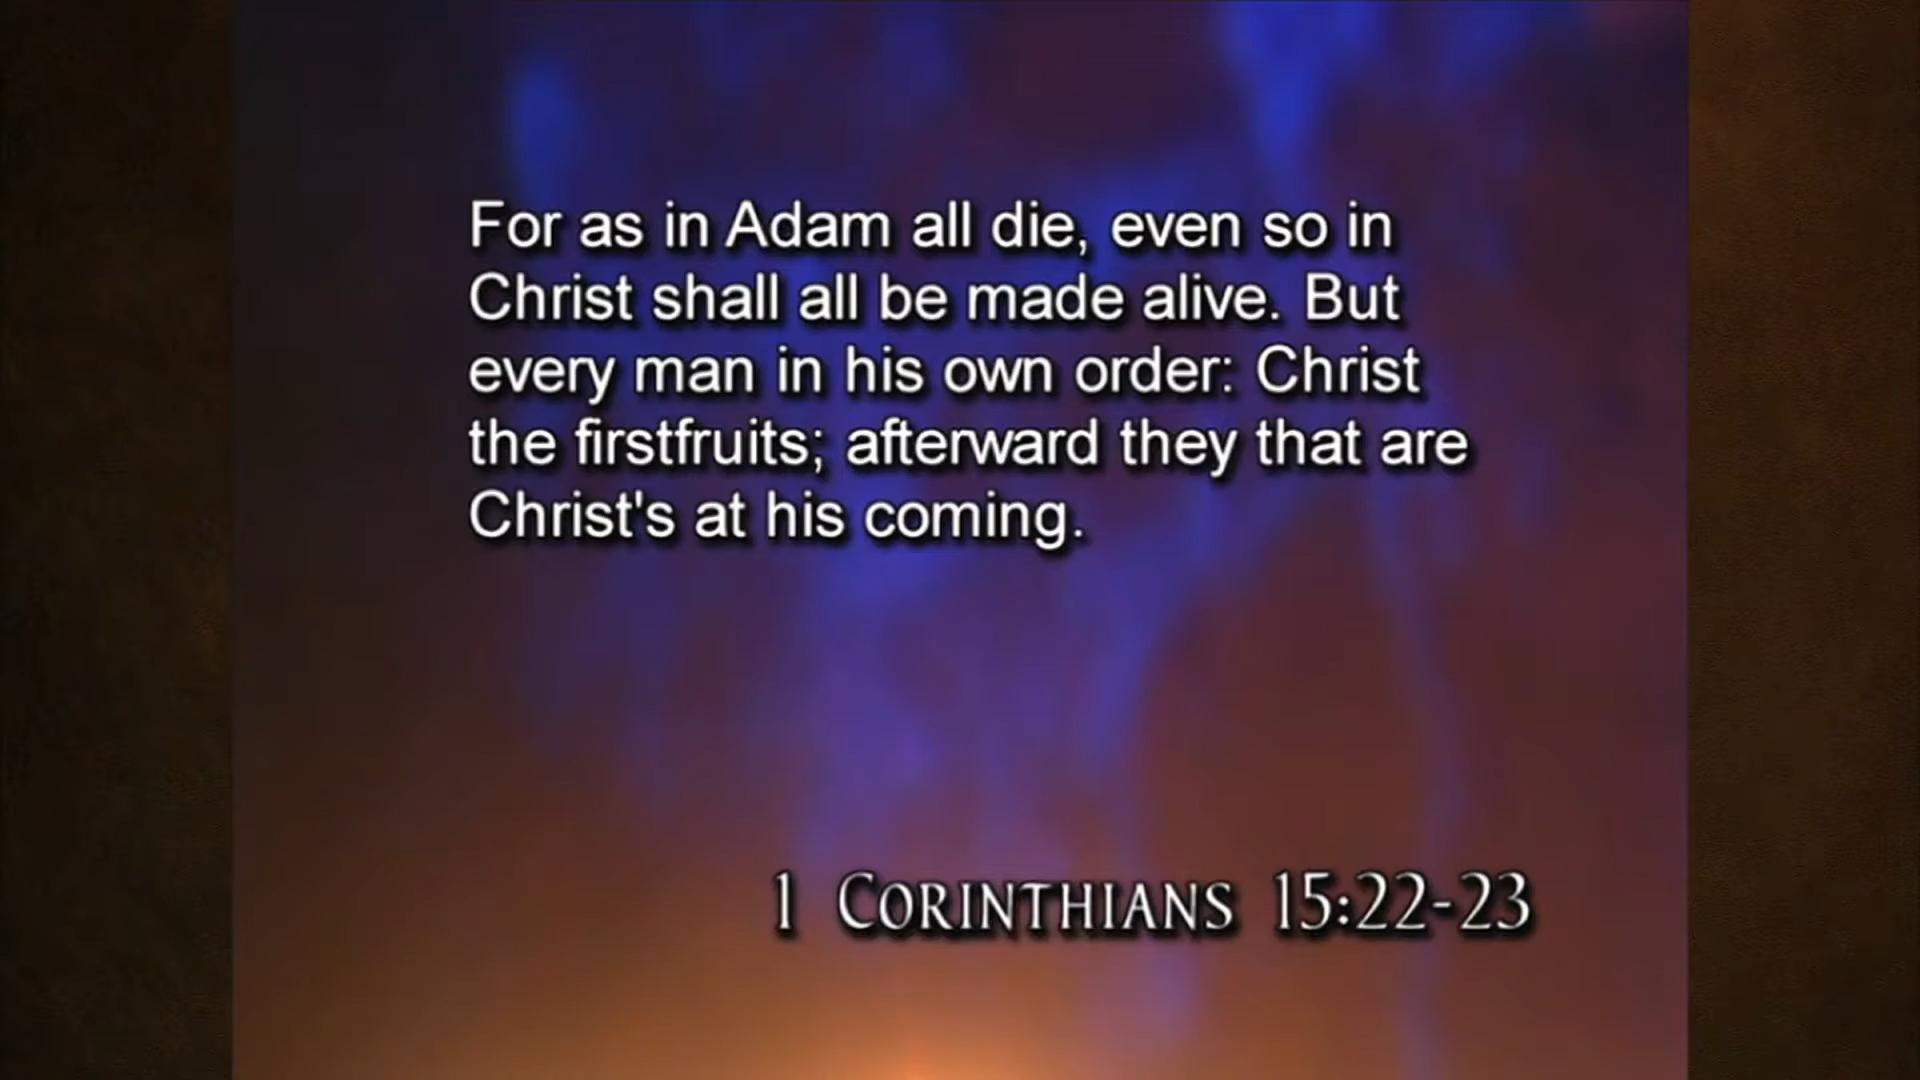 For as in Adam all die, even so in
Christ shall all be made alive. But
every man in his own order: Christ
the firstfruits; afterward they that are
Christ's at his coming.
1 Corinthians 15:22-23